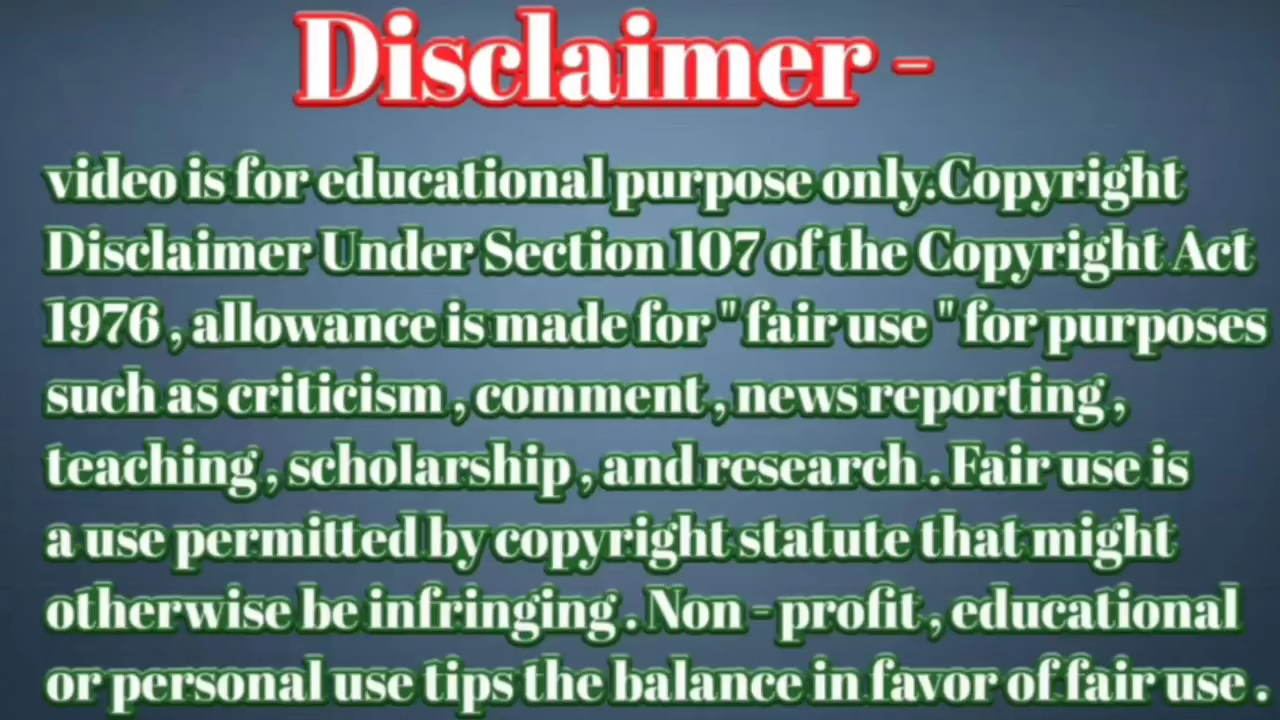 Disclaimer -
video is for educational purpose only.Copyright
Disclaimer Under Section 107 of the Copyright Act
1976 , allowance is made for " fair use " for purposes
such as criticism , comment , news reporting ,
teaching , scholarship , and research . Fair use is
a use permitted by copyright statute that might
otherwise be infringing . Non - profit , educational
or personal use tips the balance in favor of fair use .